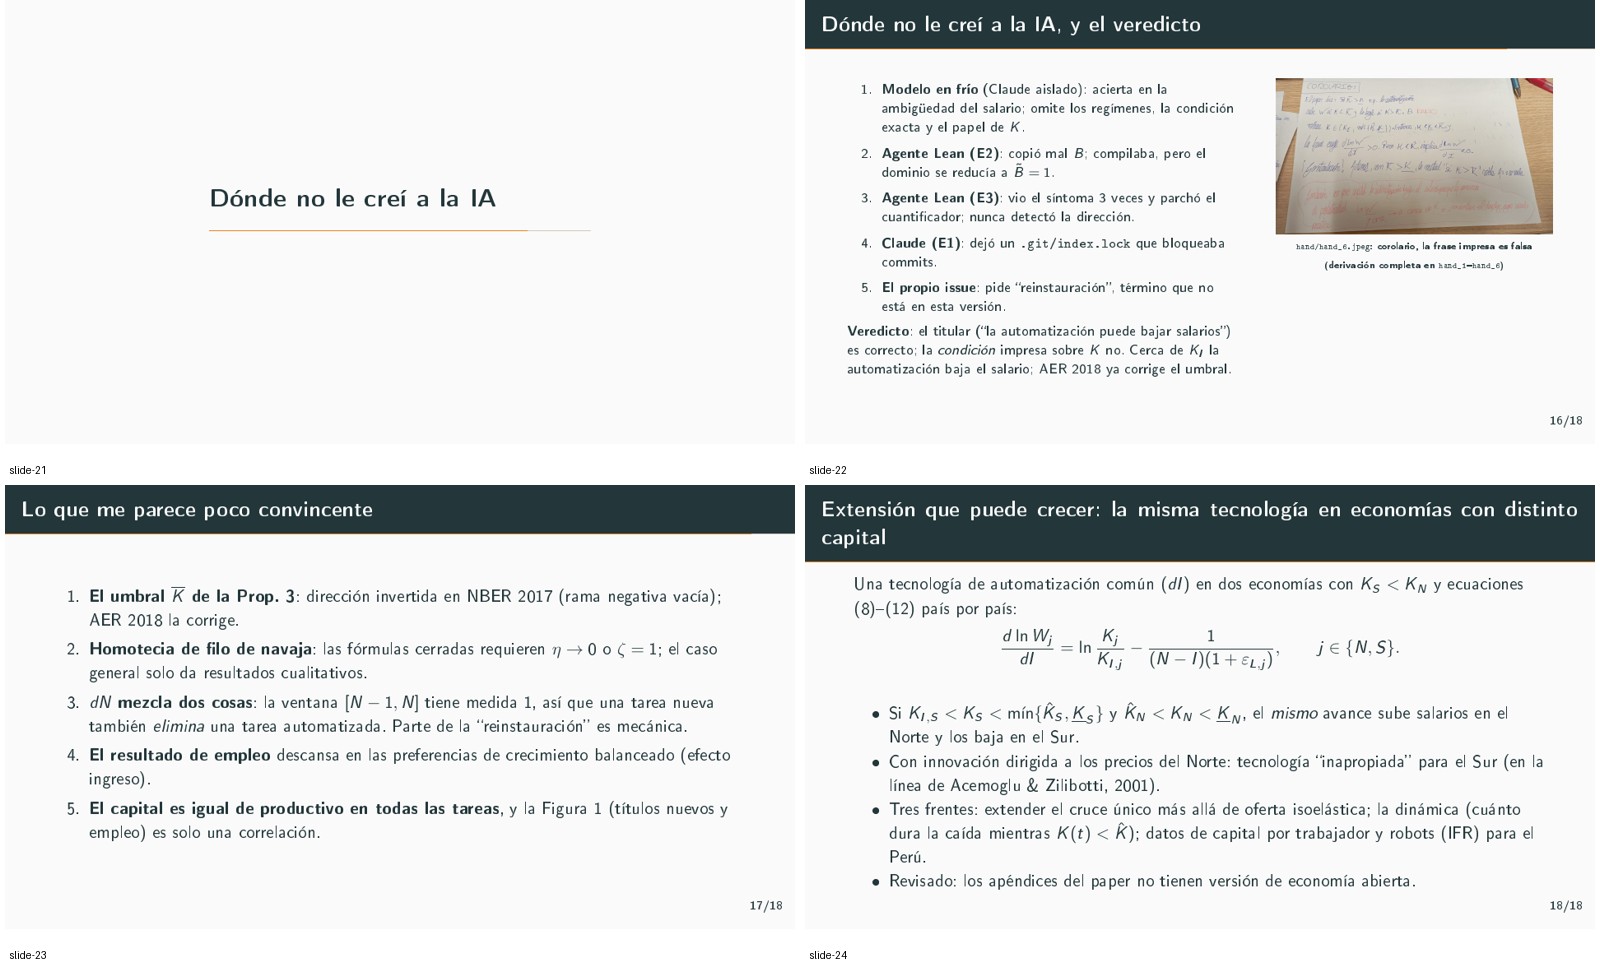 Dónde no le creí a la IA
slide-21
Dónde no le creí a la IA, y el veredicto
1. Modelo en frío (Claude aislado): acierta en la
ambigüedad del salario; omite los regímenes, la condición
exacta y el papel de K.
2. Agente Lean (E2): copió mal B; compilaba, pero el
dominio se reducía a B̃ = 1.
3. Agente Lean (E3): vio el síntoma 3 veces y parchó el
cuantificador; nunca detectó la dirección.
4. Claude (E1): dejó un .git/index.lock que bloqueaba
commits.
5. El propio issue: pide “reinstauración”, término que no
está en esta versión.
Veredicto: el titular (“la automatización puede bajar salarios”)
es correcto; la condición impresa sobre K no. Cerca de K_I la
automatización baja el salario; AER 2018 ya corrige el umbral.
hand/hand_6.jpeg: corolario, la frase impresa es falsa
(derivación completa en hand_1–hand_6)
16/18
slide-22
Lo que me parece poco convincente
1. El umbral K̅ de la Prop. 3: dirección invertida en NBER 2017 (rama negativa vacía);
AER 2018 la corrige.
2. Homotecia de filo de navaja: las fórmulas cerradas requieren η → 0 o ζ = 1; el caso
general solo da resultados cualitativos.
3. dN mezcla dos cosas: la ventana [N − 1, N] tiene medida 1, así que una tarea nueva
también elimina una tarea automatizada. Parte de la “reinstauración” es mecánica.
4. El resultado de empleo descansa en las preferencias de crecimiento balanceado (efecto
ingreso).
5. El capital es igual de productivo en todas las tareas, y la Figura 1 (títulos nuevos y
empleo) es solo una correlación.
17/18
slide-23
Extensión que puede crecer: la misma tecnología en economías con distinto
capital
Una tecnología de automatización común (dI) en dos economías con K_S < K_N y ecuaciones
(8)–(12) país por país:
d ln W_j / dI = ln K_j / K_{I,j} − 1 / ((N − I)(1 + ε_{L,j})), j ∈ {N, S}.
• Si K_{I,S} < K_S < mín{K̂_S, K̲_S} y K̂_N < K_N < K̲_N, el mismo avance sube salarios en el
Norte y los baja en el Sur.
• Con innovación dirigida a los precios del Norte: tecnología “inapropiada” para el Sur (en la
línea de Acemoglu & Zilibotti, 2001).
• Tres frentes: extender el cruce único más allá de oferta isoelástica; la dinámica (cuánto
dura la caída mientras K(t) < K̂); datos de capital por trabajador y robots (IFR) para el
Perú.
• Revisado: los apéndices del paper no tienen versión de economía abierta.
18/18
slide-24